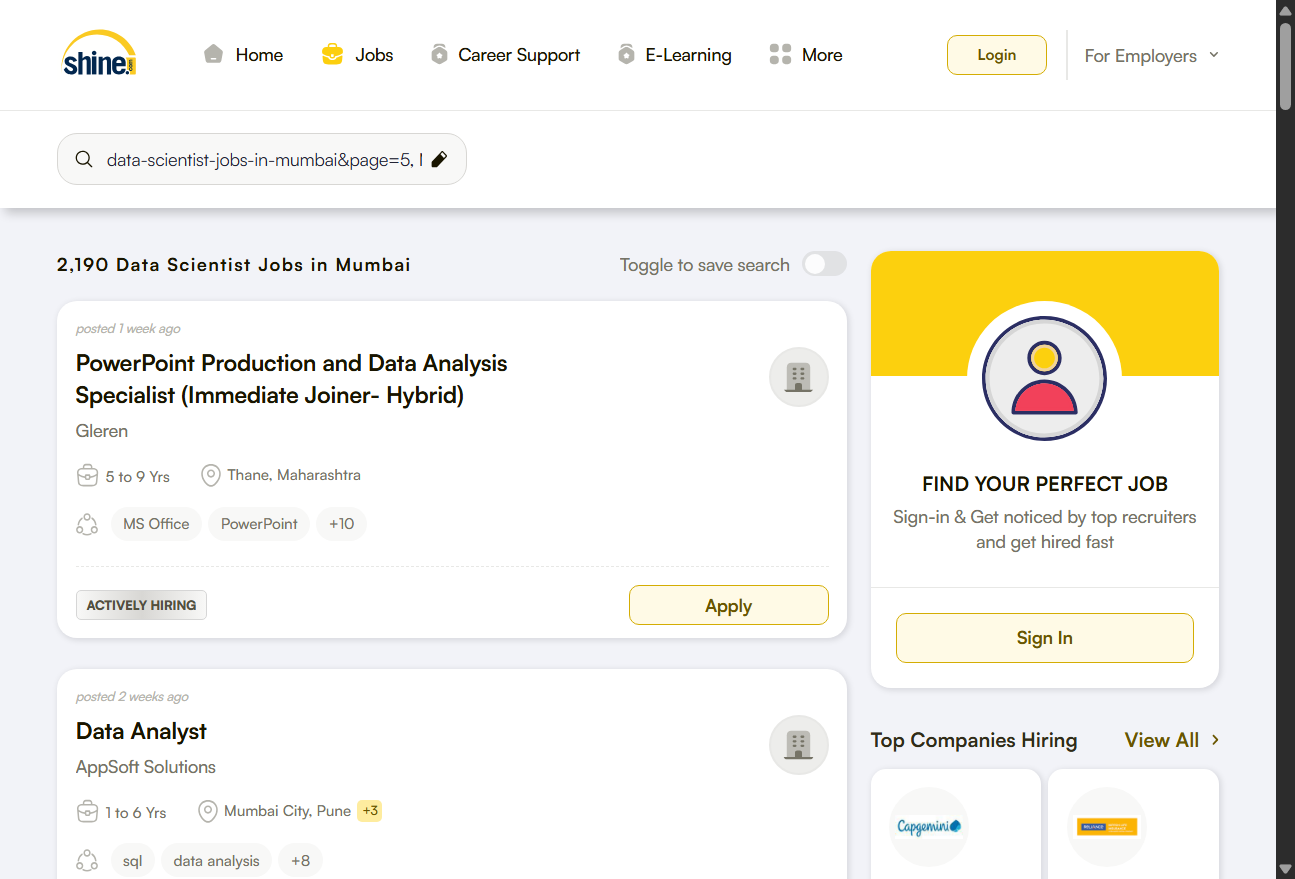 shine.com
Home
Jobs
Career Support
E-Learning
More
Login
For Employers
data-scientist-jobs-in-mumbai&page=5,
2,190 Data Scientist Jobs in Mumbai
Toggle to save search
posted 1 week ago
PowerPoint Production and Data Analysis
Specialist (Immediate Joiner- Hybrid)
Gleren
5 to 9 Yrs
Thane, Maharashtra
MS Office
PowerPoint
+10
ACTIVELY HIRING
Apply
posted 2 weeks ago
Data Analyst
AppSoft Solutions
1 to 6 Yrs
Mumbai City, Pune
+3
sql
data analysis
+8
FIND YOUR PERFECT JOB
Sign-in & Get noticed by top recruiters
and get hired fast
Sign In
Top Companies Hiring
View All
Capgemini
RELIANCE